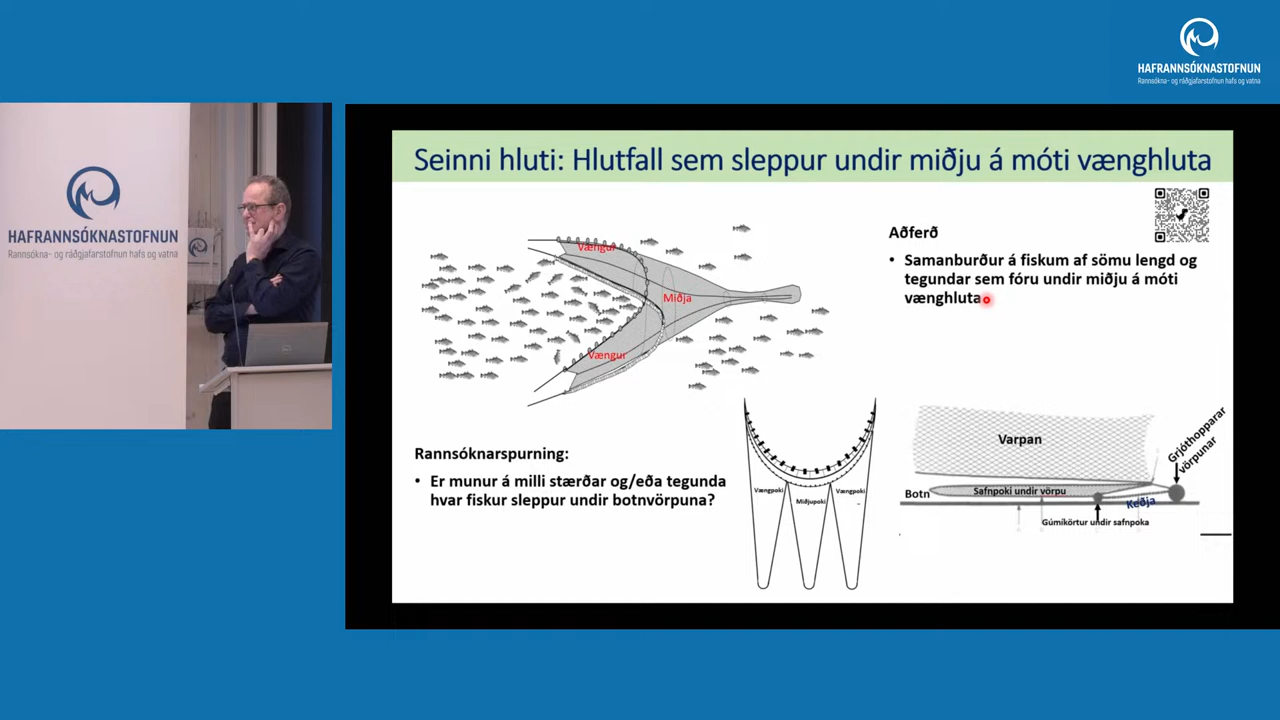 HAFRANNSÓKNASTOFNUN
Rannsókna- og ráðgjafarstofnun hafs og vatna
HAFRANNSÓKNASTOFNUN
Rannsókna- og ráðgjafarstofnun hafs og vatna
Seinni hluti: Hlutfall sem sleppur undir miðju á móti vænghluta
Vængur
Miðja
Vængur
Aðferð
• Samanburður á fiskum af sömu lengd og
tegundar sem fóru undir miðju á móti
vænghluta
Rannsóknarspurning:
• Er munur á milli stærðar og/eða tegunda
hvar fiskur sleppur undir botnvörpuna?
Vængpoki
Miðjupoki
Vængpoki
Varpan
Grjóthopparar
vörpunar
Botn
Safnpoki undir vörpu
Keðja
Gúmíkörtur undir safnpoka